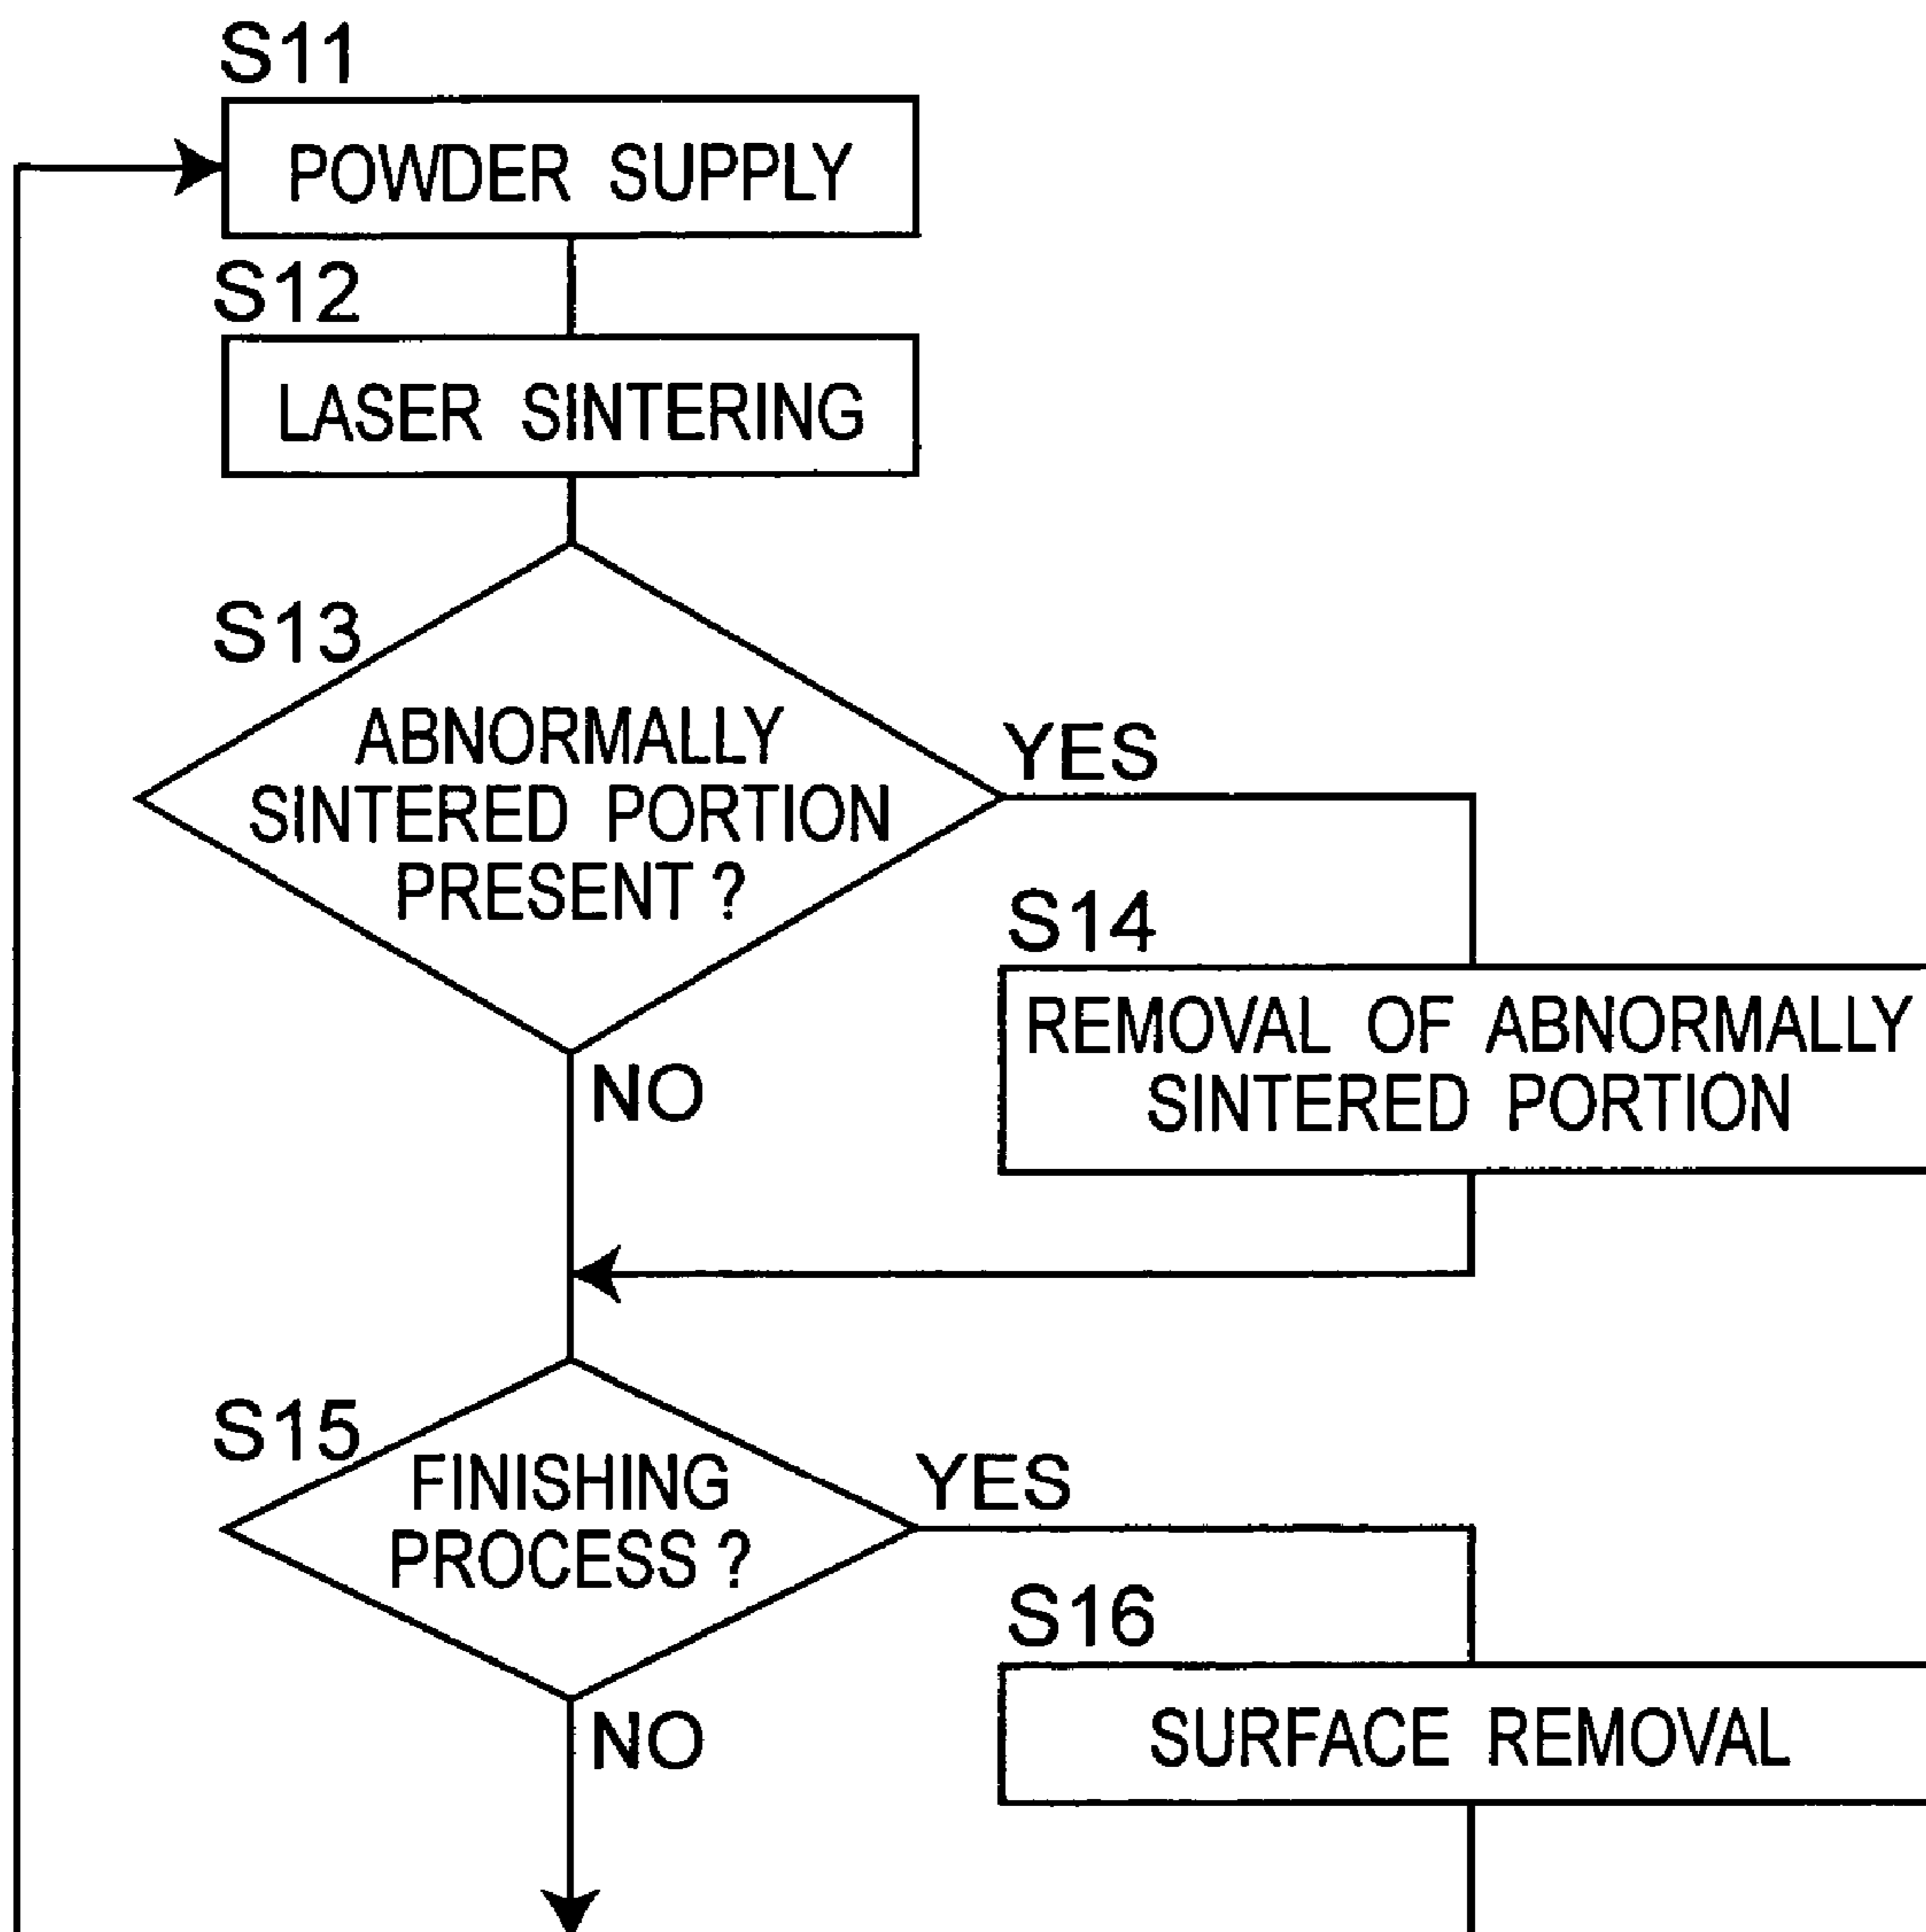 S11
POWDER SUPPLY
S12
LASER SINTERING
S13
ABNORMALLY
SINTERED PORTION
PRESENT ?
YES
S14
REMOVAL OF ABNORMALLY
SINTERED PORTION
NO
S15
FINISHING
PROCESS ?
YES
S16
SURFACE REMOVAL
NO